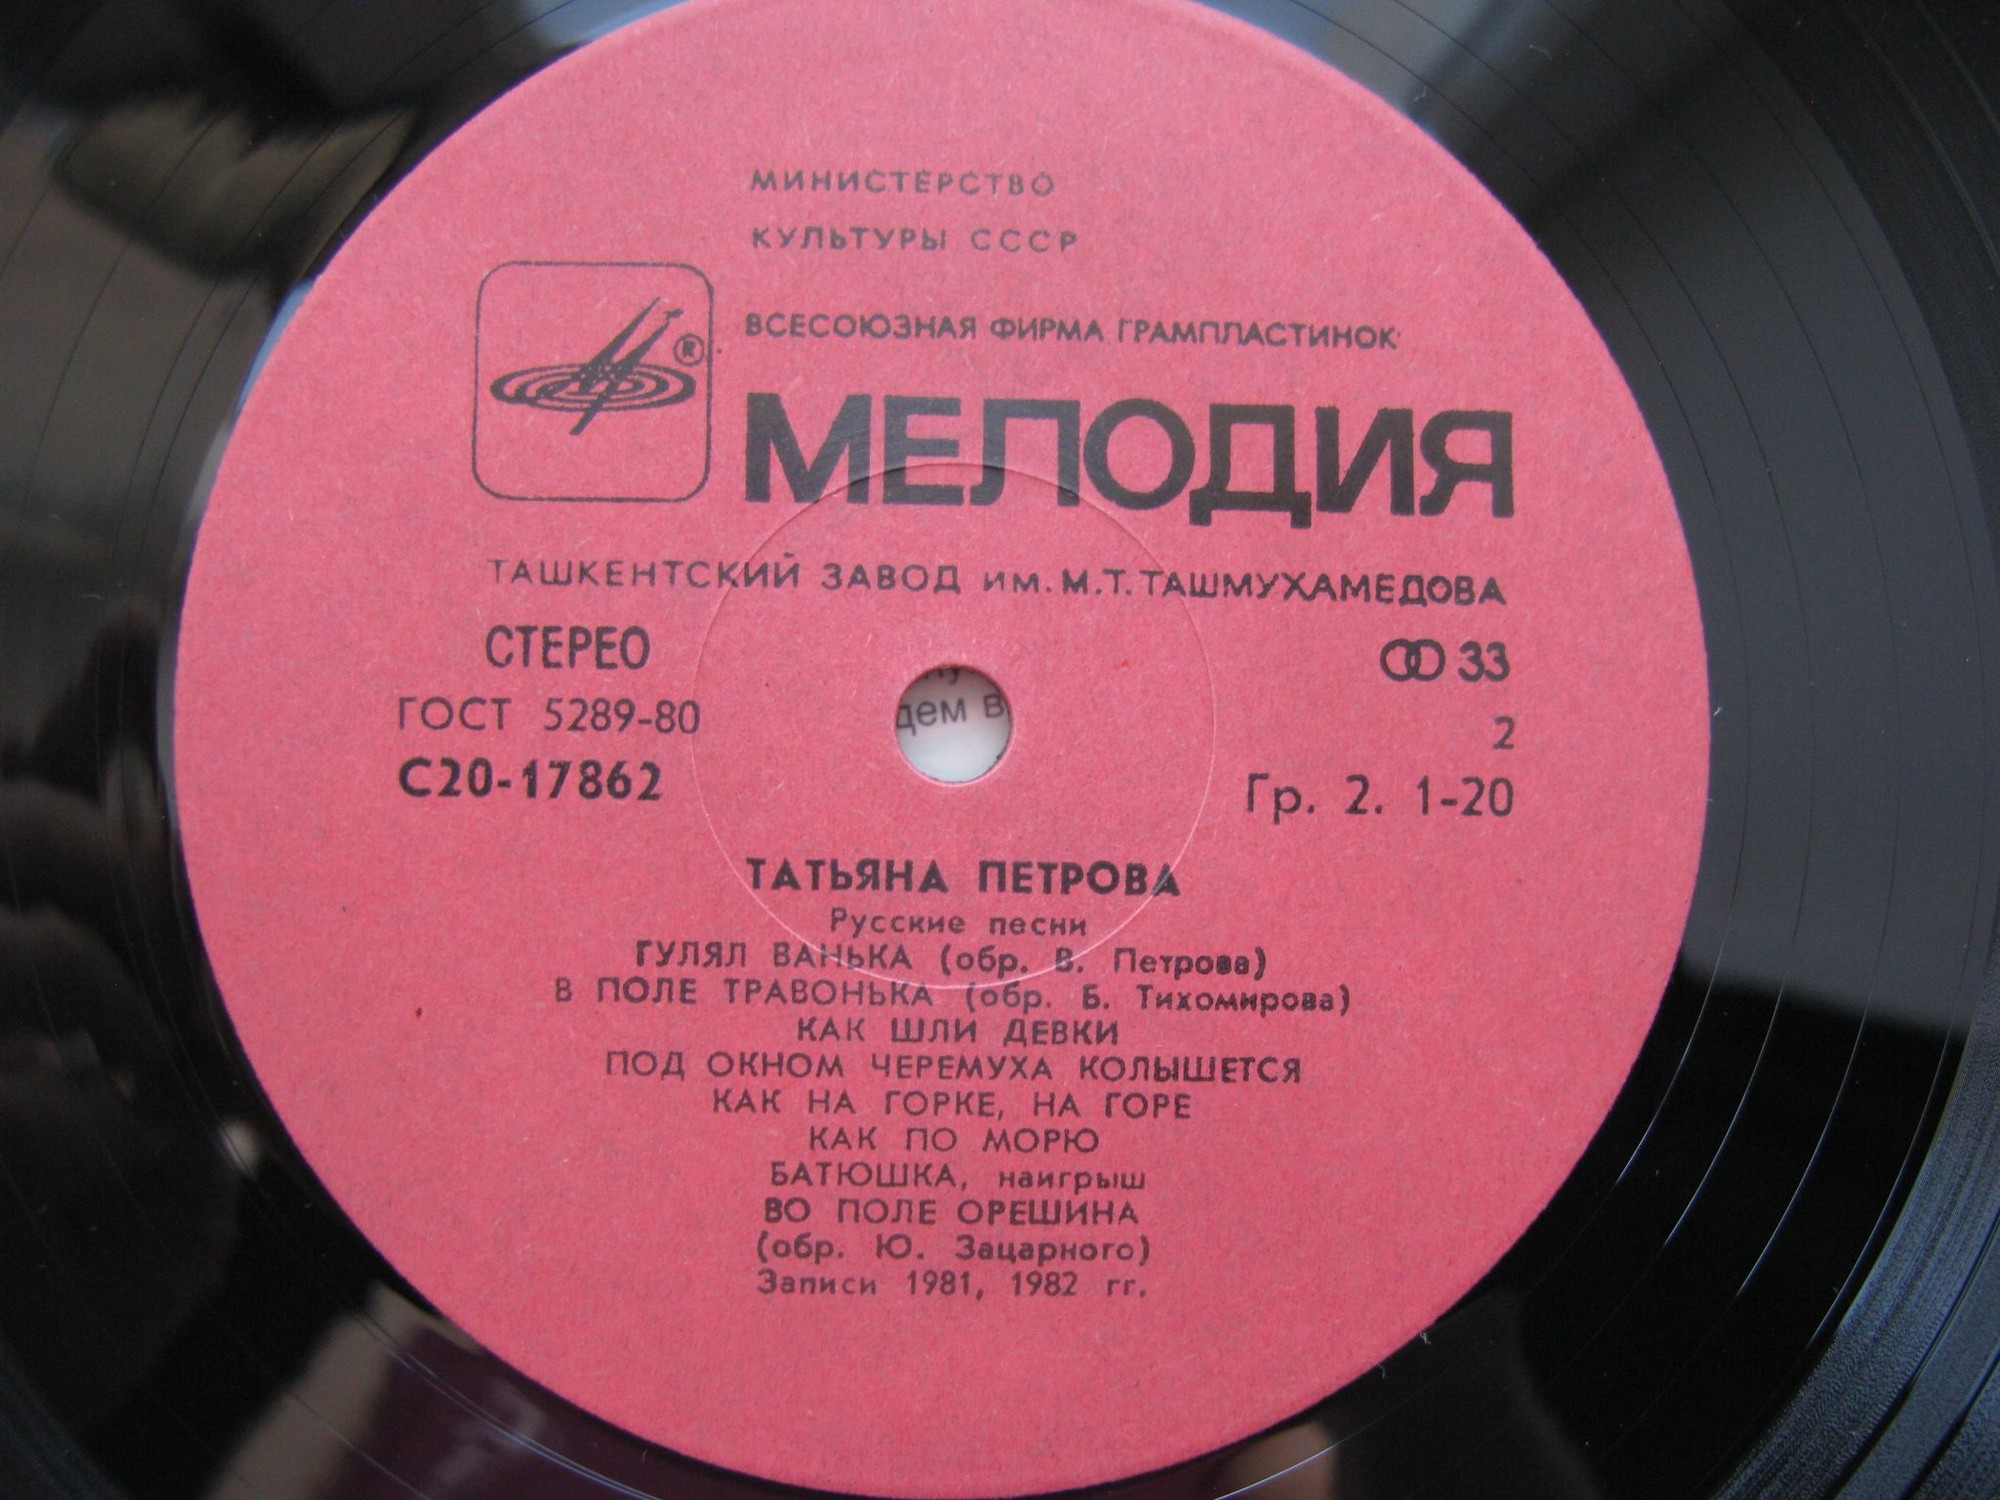 МИНИСТЕРСТВО
КУЛЬТУРЫ СССР
ВСЕСОЮЗНАЯ ФИРМА ГРАМПЛАСТИНОК
®
МЕЛОДИЯ
ТАШКЕНТСКИЙ ЗАВОД им. М.Т. ТАШМУХАМЕДОВА
СТЕРЕО
33
ГОСТ 5289-80
2
С20-17862
Гр. 2. 1-20
дем в
ТАТЬЯНА ПЕТРОВА
Русские песни
ГУЛЯЛ ВАНЬКА (обр. В. Петрова)
В ПОЛЕ ТРАВОНЬКА (обр. Б. Тихомирова)
КАК ШЛИ ДЕВКИ
ПОД ОКНОМ ЧЕРЕМУХА КОЛЫШЕТСЯ
КАК НА ГОРКЕ, НА ГОРЕ
КАК ПО МОРЮ
БАТЮШКА, наигрыш
ВО ПОЛЕ ОРЕШИНА
(обр. Ю. Зацарного)
Записи 1981, 1982 гг.